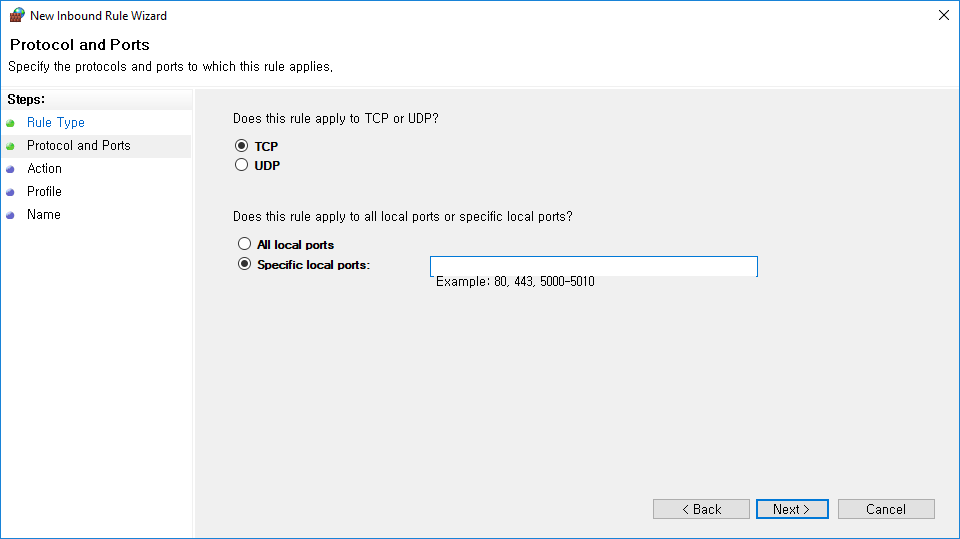 New Inbound Rule Wizard
Protocol and Ports
Specify the protocols and ports to which this rule applies.
Steps:
Rule Type
Protocol and Ports
Action
Profile
Name
Does this rule apply to TCP or UDP?
TCP
UDP
Does this rule apply to all local ports or specific local ports?
All local ports
Specific local ports:
Example: 80, 443, 5000-5010
< Back
Next >
Cancel